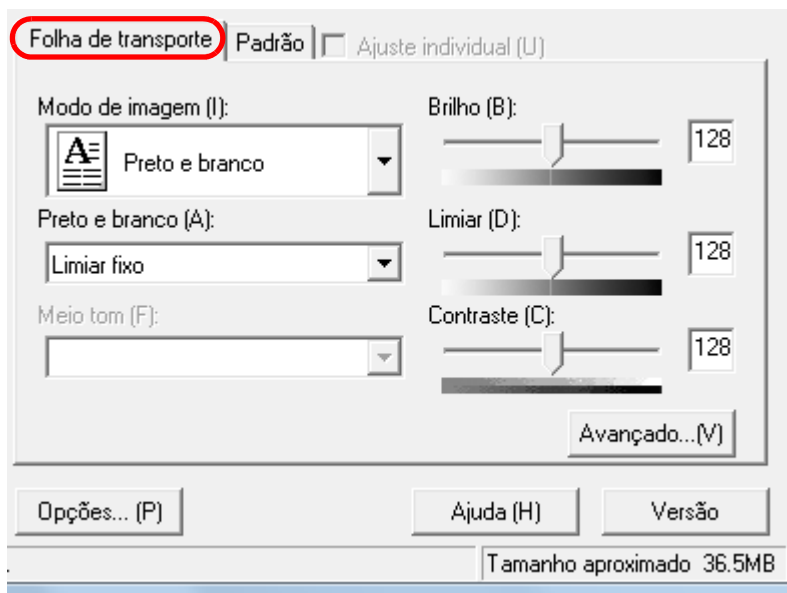 Folha de transporte Padrão Ajuste individual (U)
Modo de imagem (I): Brilho (B):
A Preto e branco 128
Preto e branco (A): Limiar (D):
Limiar fixo 128
Meio tom (F): Contraste (C):
128
Avançado...(V)
Opções... (P) Ajuda (H) Versão
. Tamanho aproximado 36.5MB